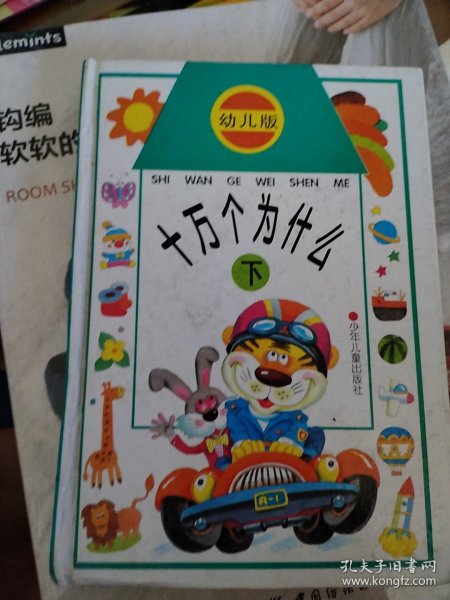 lemints
钩编
软软的
ROOM S
幼儿版
SHI WAN GE WEI SHEN ME
十万个为什么
下
少年儿童出版社
A-1
孔夫子旧书网
www.kongfz.com